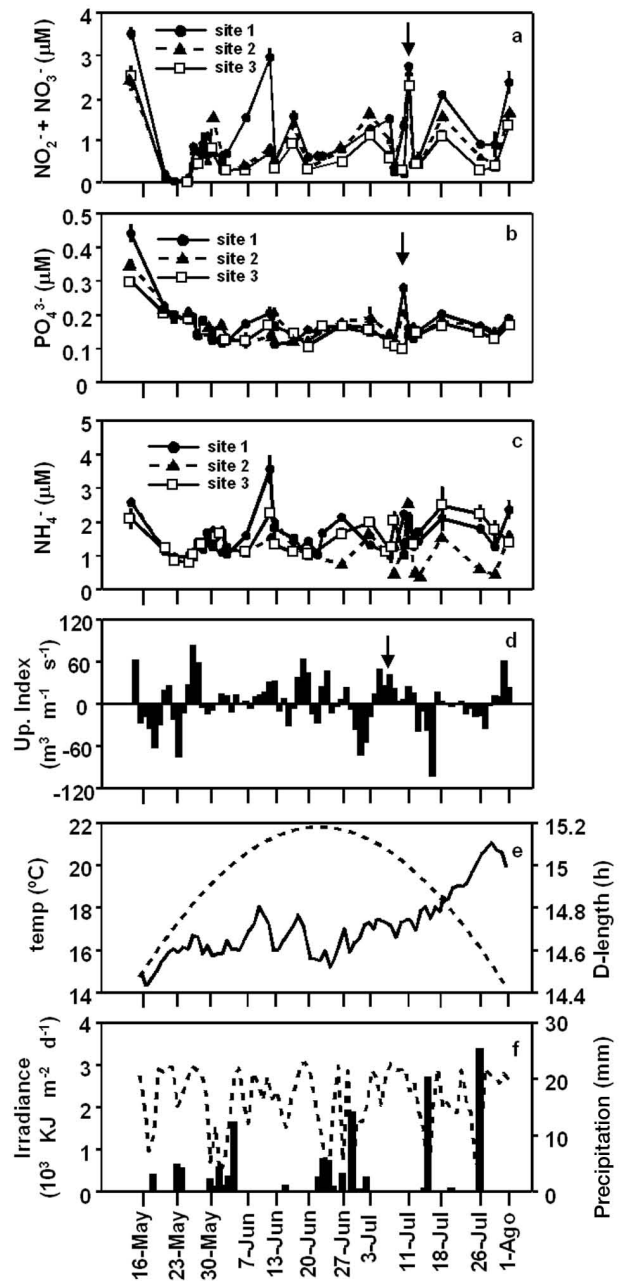 a
NO₂⁻ + NO₃⁻ (µM)
4
3
2
1
0
site 1
site 2
site 3
b
PO₄³⁻ (µM)
0.5
0.4
0.3
0.2
0.1
0
site 1
site 2
site 3
c
NH₄⁻ (µM)
5
4
3
2
1
0
site 1
site 2
site 3
d
Up. Index
(m³ m⁻¹ s⁻¹)
120
60
0
-60
-120
e
temp (ºC)
22
20
18
16
14
15.2
15
14.8
14.6
14.4
D-length (h)
f
Irradiance
(10³ KJ m⁻² d⁻¹)
4
3
2
1
0
30
20
10
0
Precipitation (mm)
16-May
23-May
30-May
7-Jun
13-Jun
20-Jun
27-Jun
3-Jul
11-Jul
18-Jul
26-Jul
1-Ago